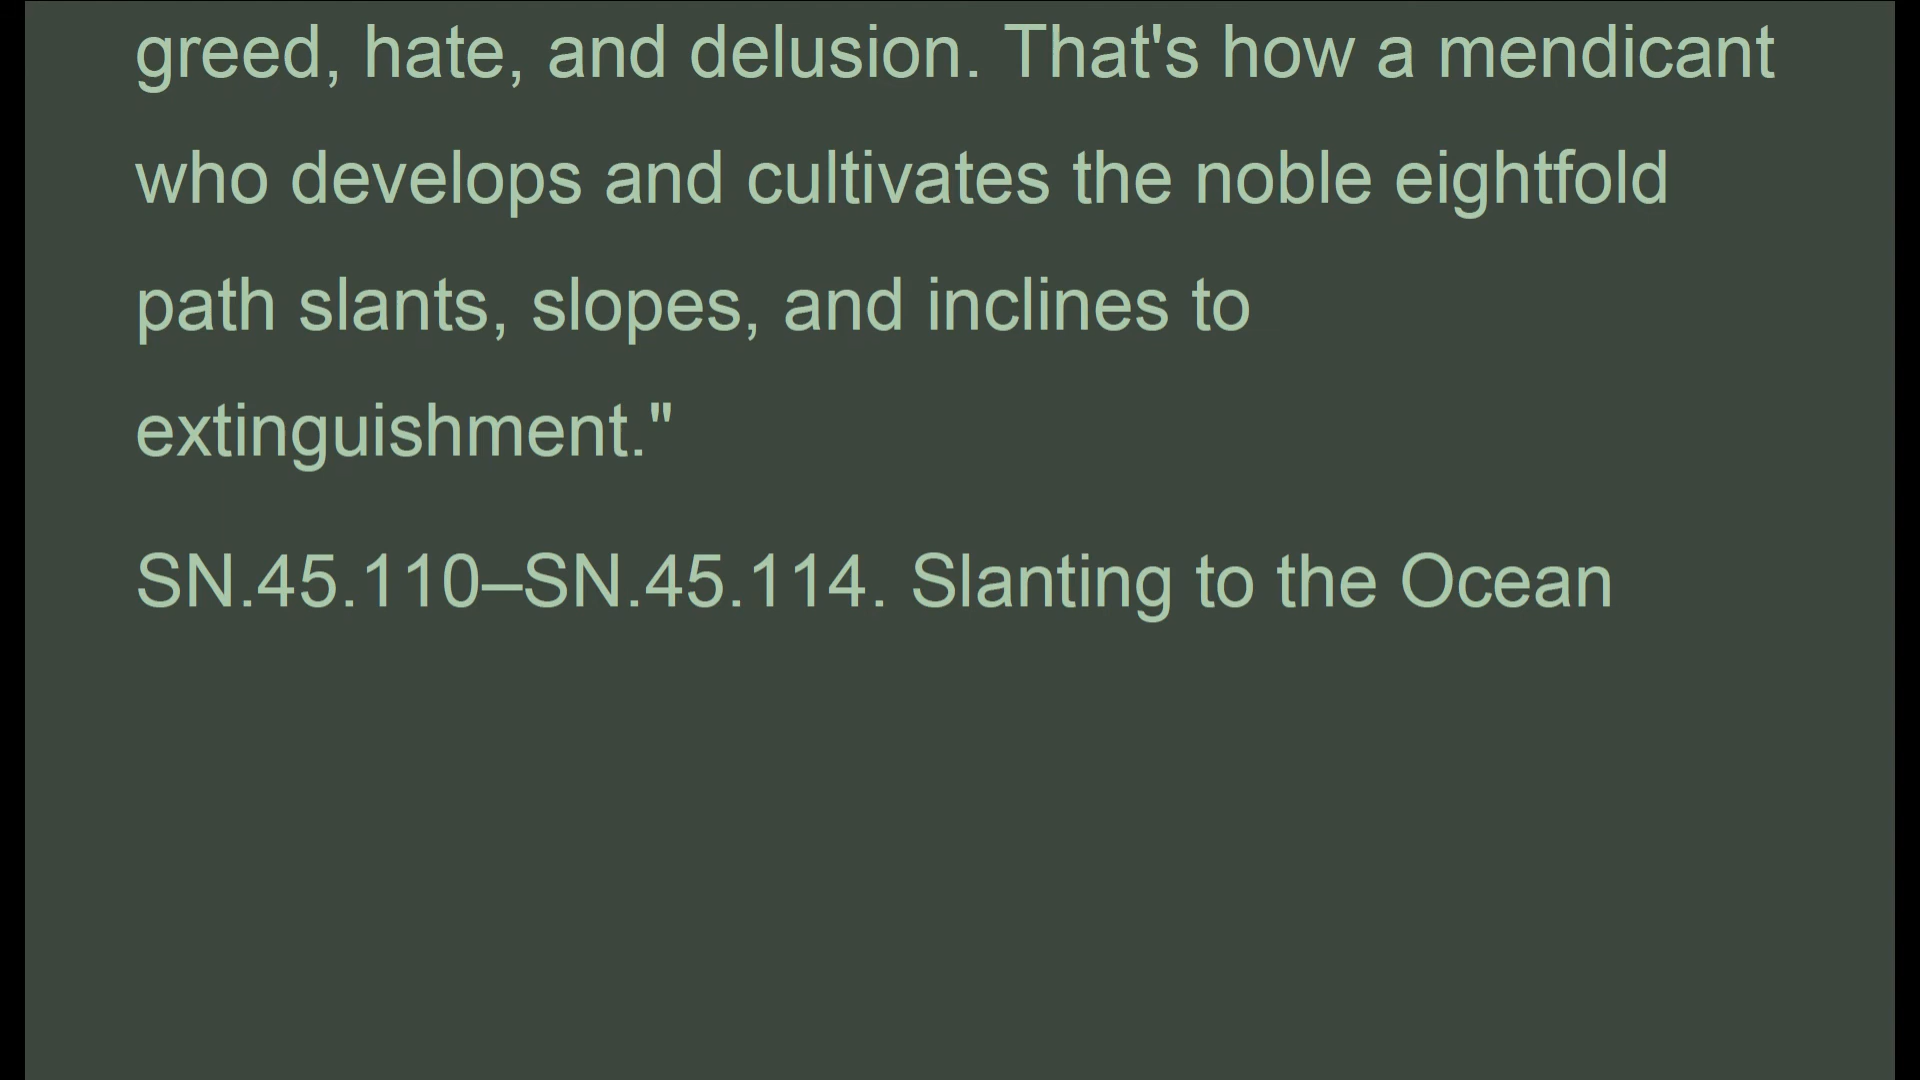 greed, hate, and delusion. That's how a mendicant
who develops and cultivates the noble eightfold
path slants, slopes, and inclines to
extinguishment."
SN.45.110–SN.45.114. Slanting to the Ocean